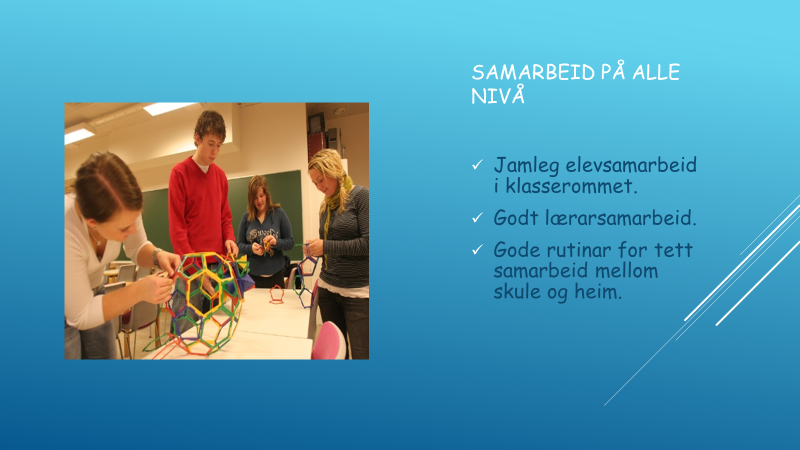 SAMARBEID PÅ ALLE
NIVÅ
Jamleg elevsamarbeid
i klasserommet.
Godt lærarsamarbeid.
Gode rutinar for tett
samarbeid mellom
skule og heim.